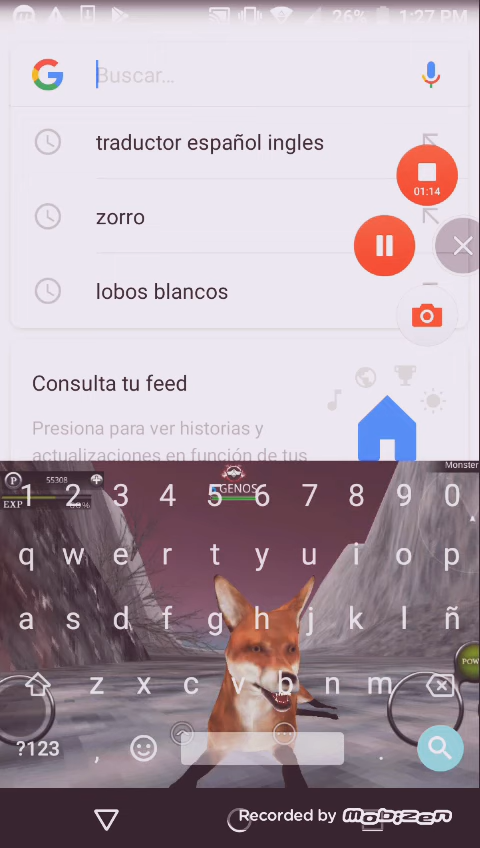 26% 1:27 PM
Buscar...
traductor español ingles
01:14
zorro
lobos blancos
Consulta tu feed
Presiona para ver historias y
actualizaciones en función de tus
Monster
P 55308
GENOS
EXP
1 2 3 4 5 6 7 8 9 0
q w e r t y u i o p
a s d f g h j k l ñ
POW
z x c v b n m
?123 , .
Recorded by Mobizen